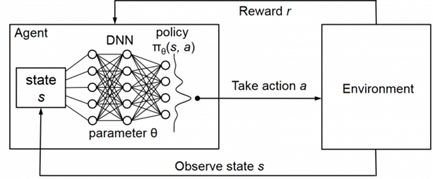 Reward r
Agent
DNN
policy
πθ(s, a)
state
s
Take action a
Environment
parameter θ
Observe state s